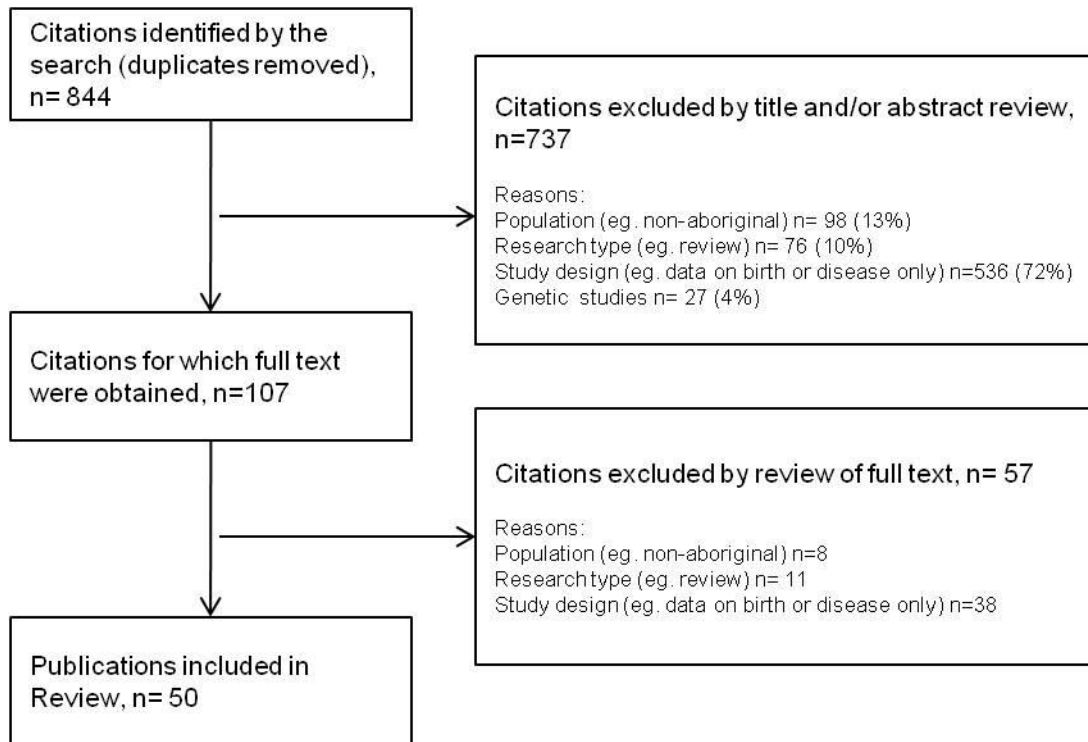 Citations identified by the
search (duplicates removed),
n= 844
Citations excluded by title and/or abstract review,
n=737
Reasons:
Population (eg. non-aboriginal) n= 98 (13%)
Research type (eg. review) n= 76 (10%)
Study design (eg. data on birth or disease only) n=536 (72%)
Genetic studies n= 27 (4%)
Citations for which full text
were obtained, n=107
Citations excluded by review of full text, n= 57
Reasons:
Population (eg. non-aboriginal) n=8
Research type (eg. review) n= 11
Study design (eg. data on birth or disease only) n=38
Publications included in
Review, n= 50